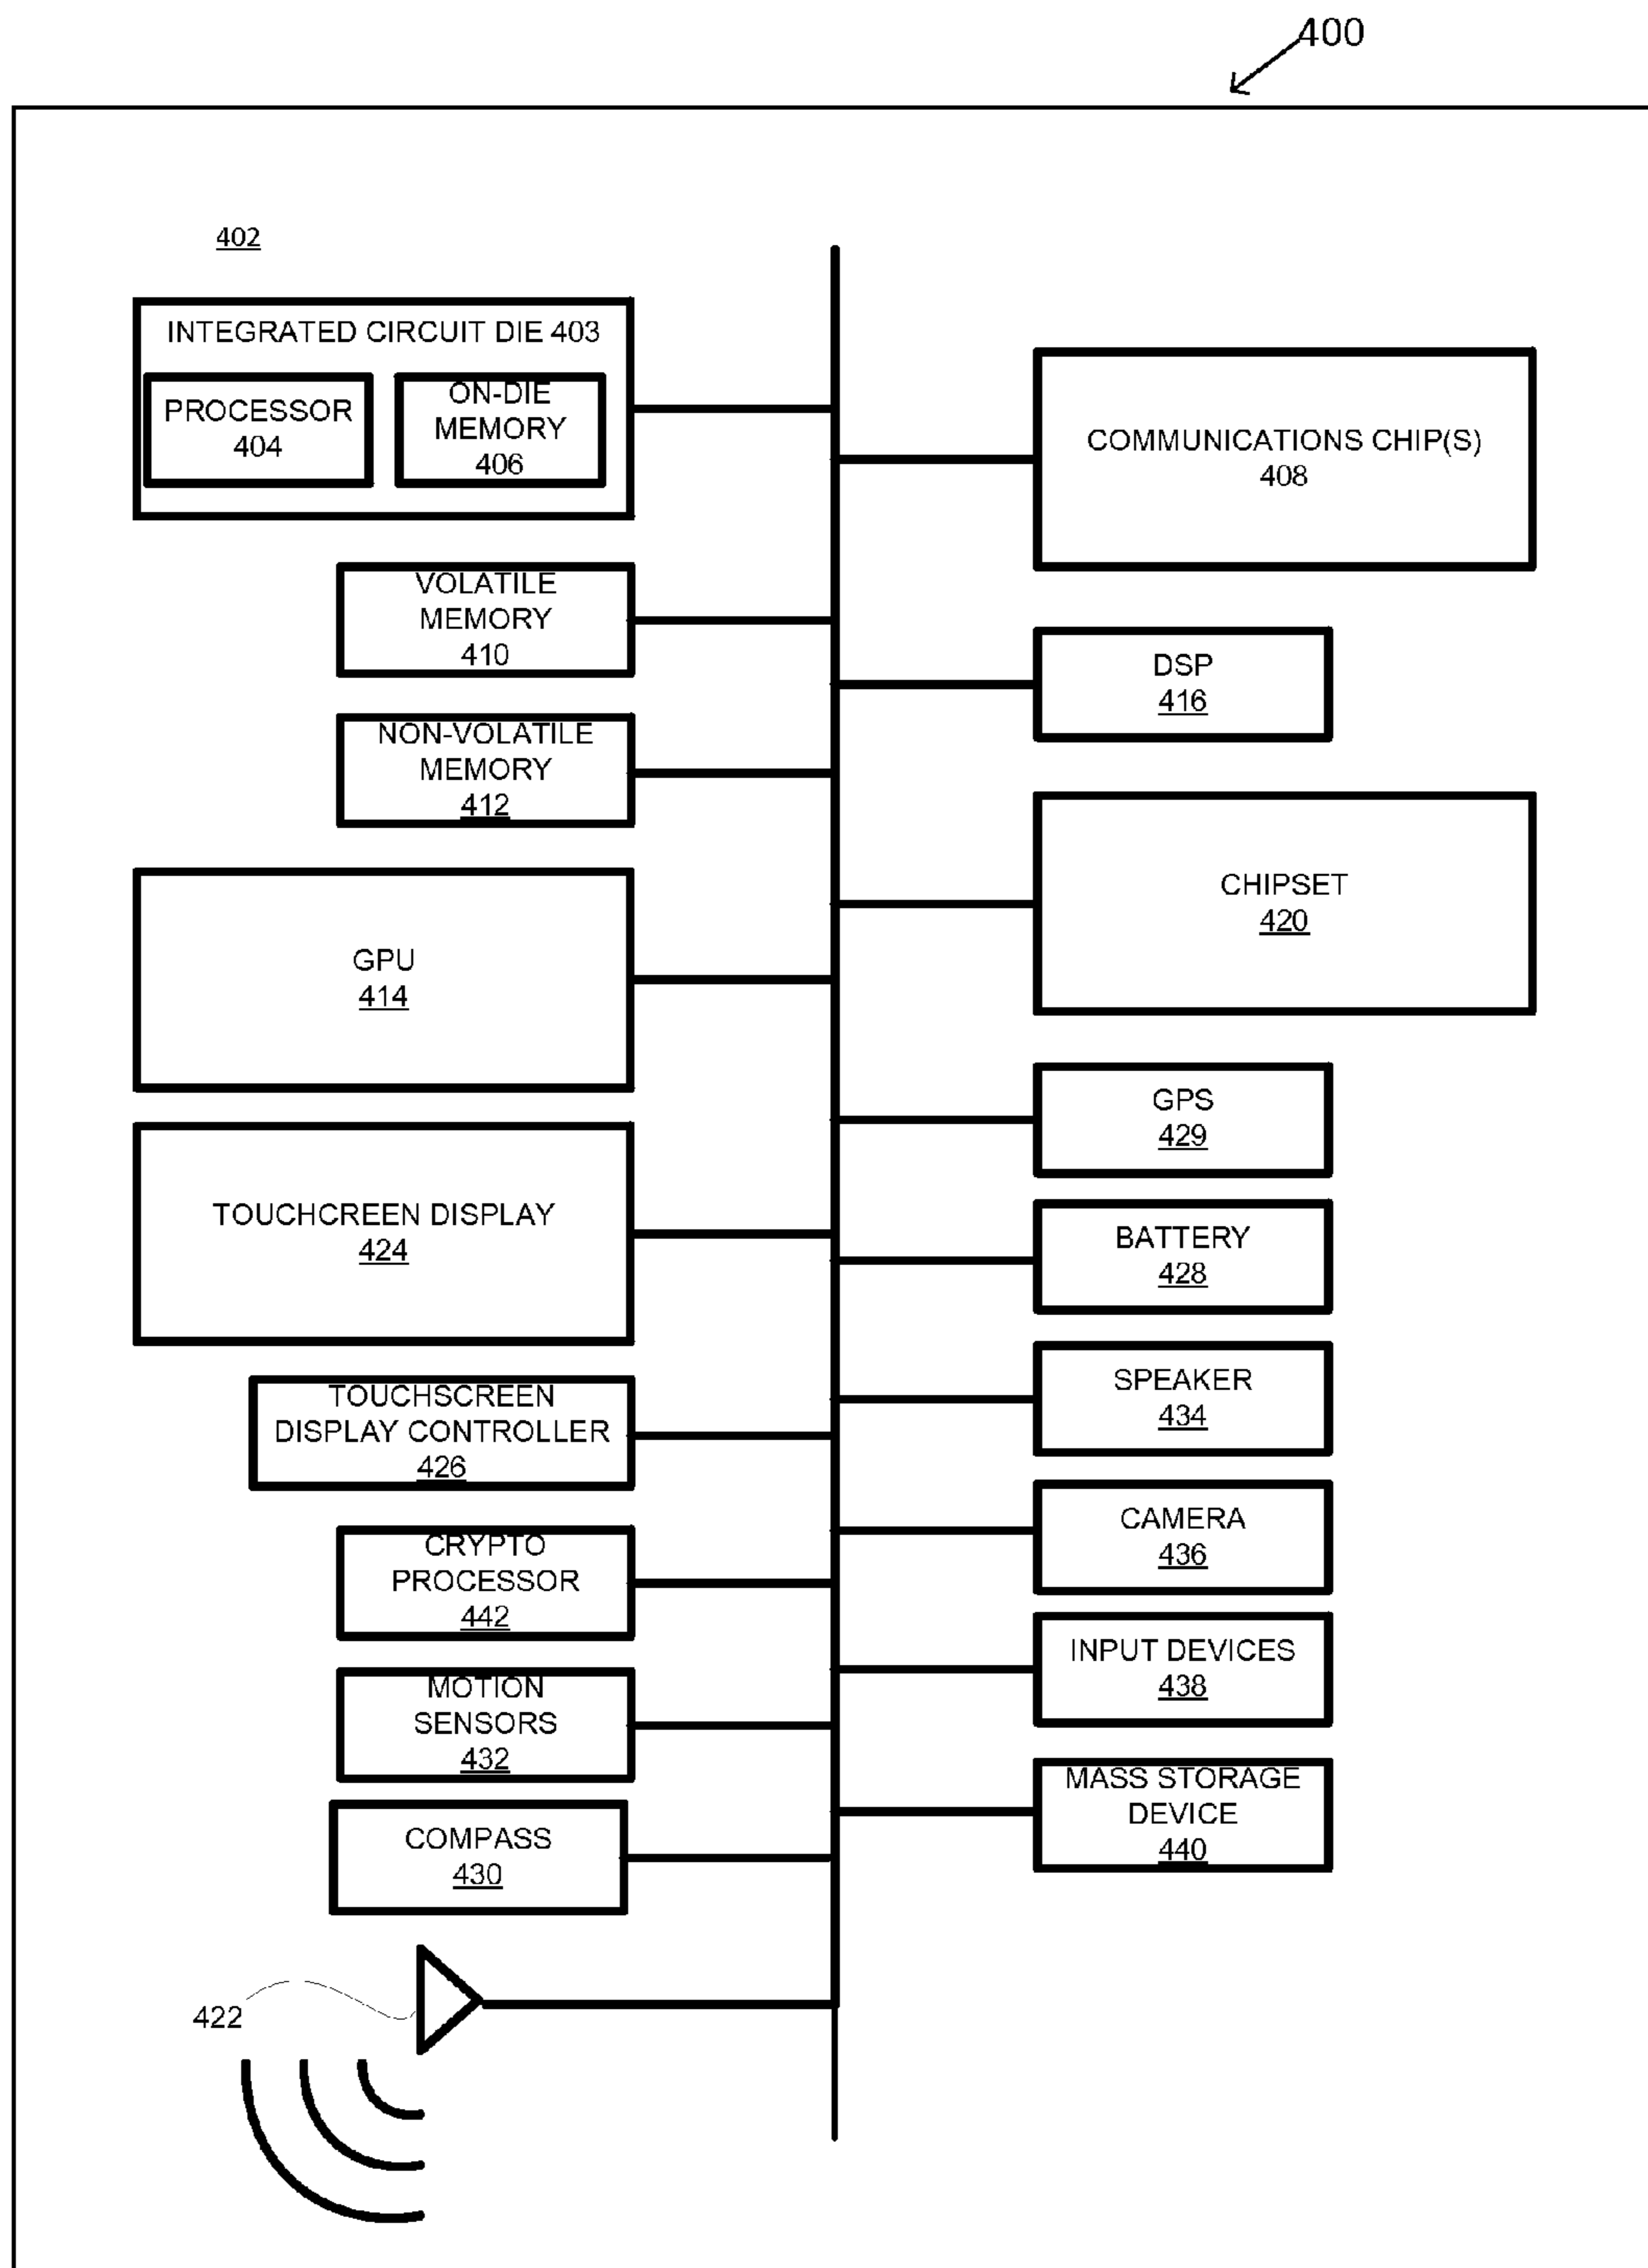 400
402
INTEGRATED CIRCUIT DIE 403
PROCESSOR
404
ON-DIE
MEMORY
406
VOLATILE
MEMORY
410
NON-VOLATILE
MEMORY
412
GPU
414
TOUCHCREEN DISPLAY
424
TOUCHSCREEN
DISPLAY CONTROLLER
426
CRYPTO
PROCESSOR
442
MOTION
SENSORS
432
COMPASS
430
422
COMMUNICATIONS CHIP(S)
408
DSP
416
CHIPSET
420
GPS
429
BATTERY
428
SPEAKER
434
CAMERA
436
INPUT DEVICES
438
MASS STORAGE
DEVICE
440